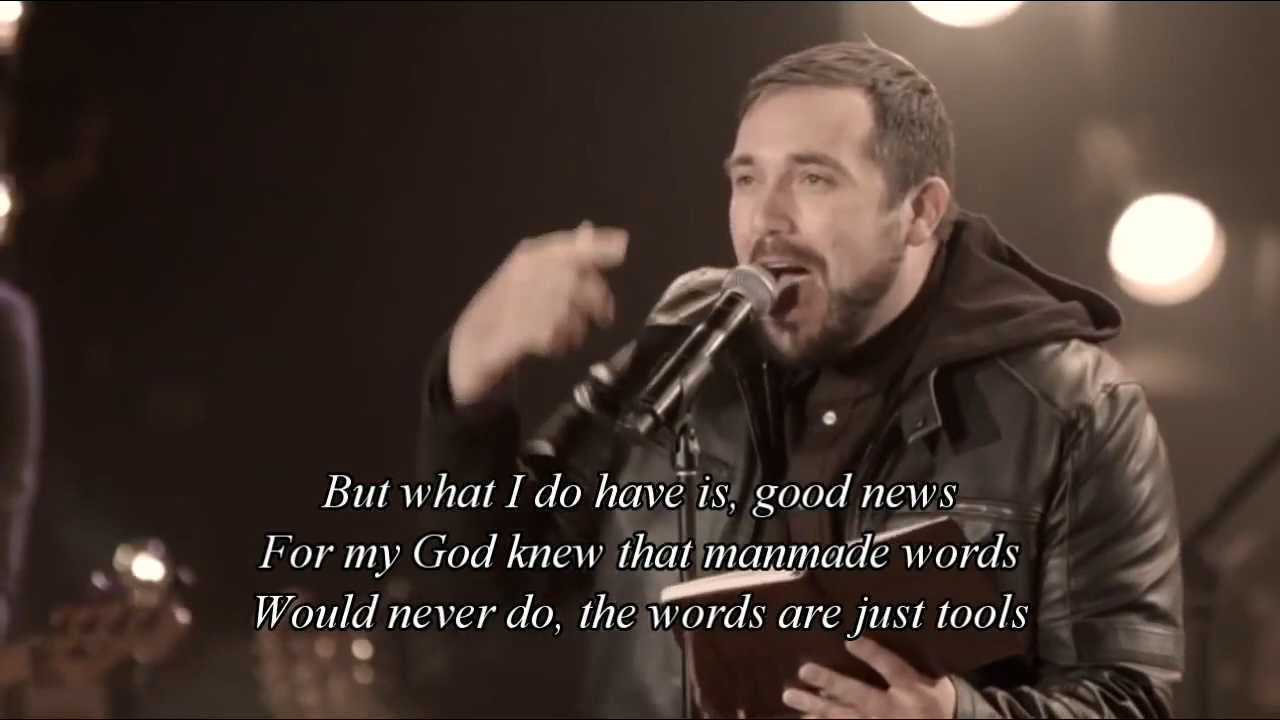 But what I do have is, good news
For my God knew that manmade words
Would never do, the words are just tools